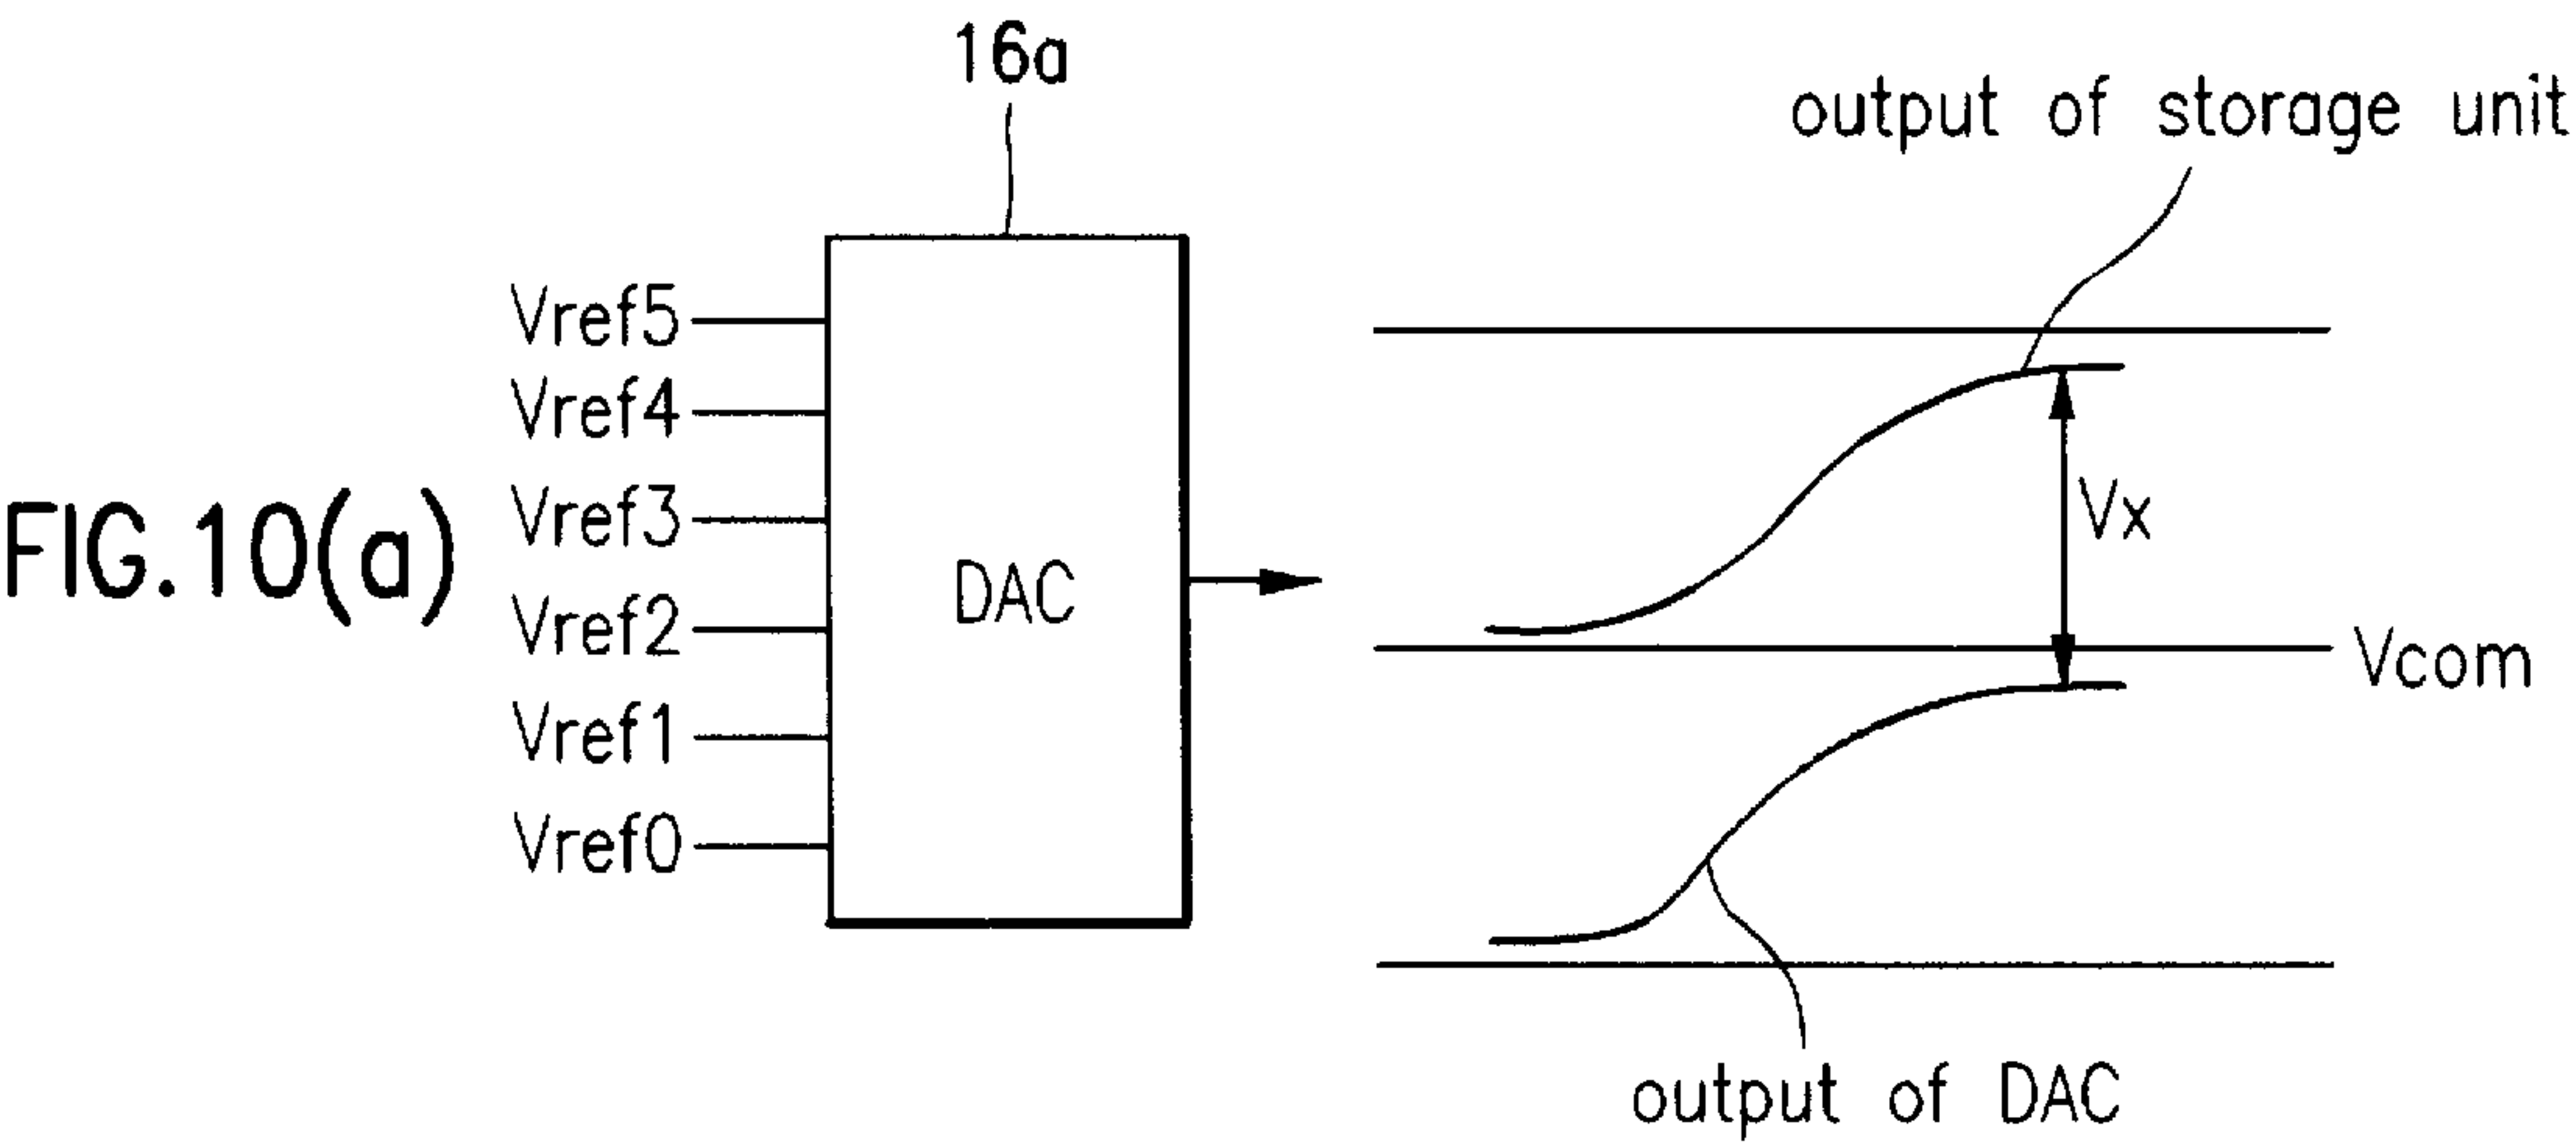 16a
output of storage unit
Vref5
Vref4
FIG.10(a)
Vref3
Vx
DAC
Vref2
Vcom
Vref1
Vref0
output of DAC